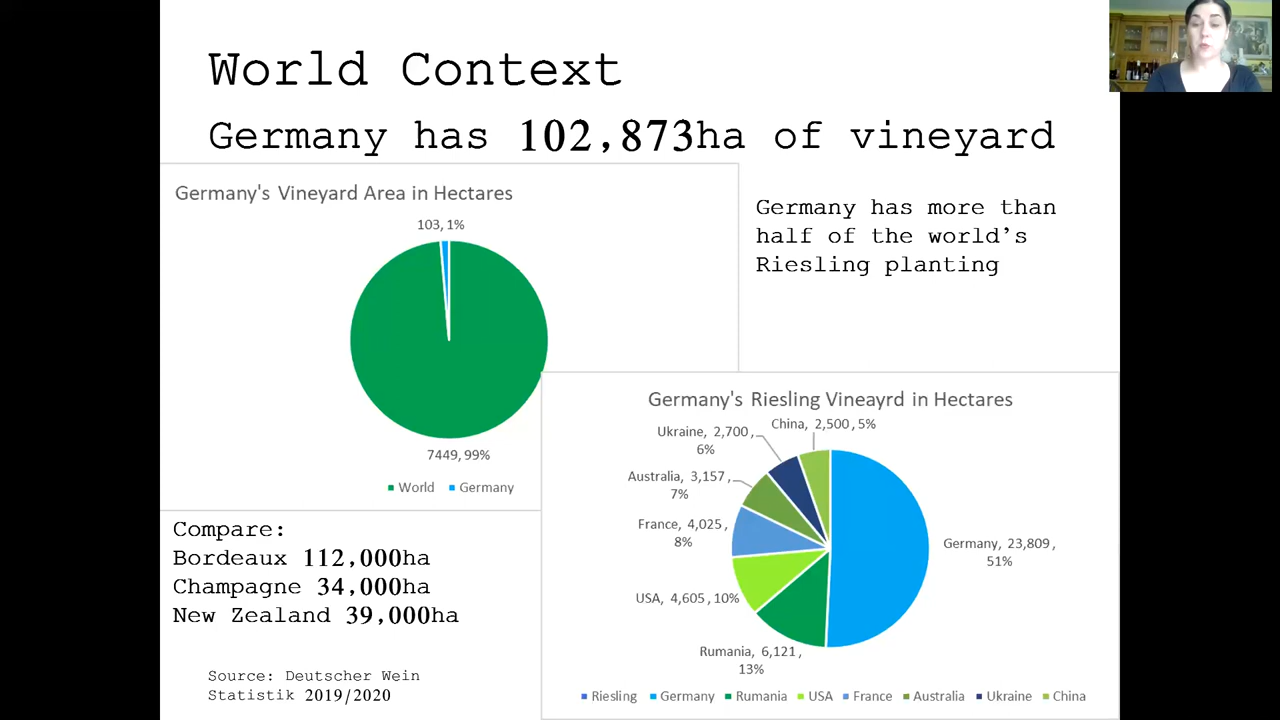 World Context
Germany has 102,873ha of vineyard
Germany's Vineyard Area in Hectares
103, 1%
7449, 99%
World Germany
Germany has more than
half of the world's
Riesling planting
Germany's Riesling Vineayrd in Hectares
China, 2,500, 5%
Ukraine, 2,700,
6%
Australia, 3,157,
7%
France, 4,025,
8%
USA, 4,605, 10%
Rumania, 6,121,
13%
Germany, 23,809,
51%
Riesling Germany Rumania USA France Australia Ukraine China
Compare:
Bordeaux 112,000ha
Champagne 34,000ha
New Zealand 39,000ha
Source: Deutscher Wein
Statistik 2019/2020